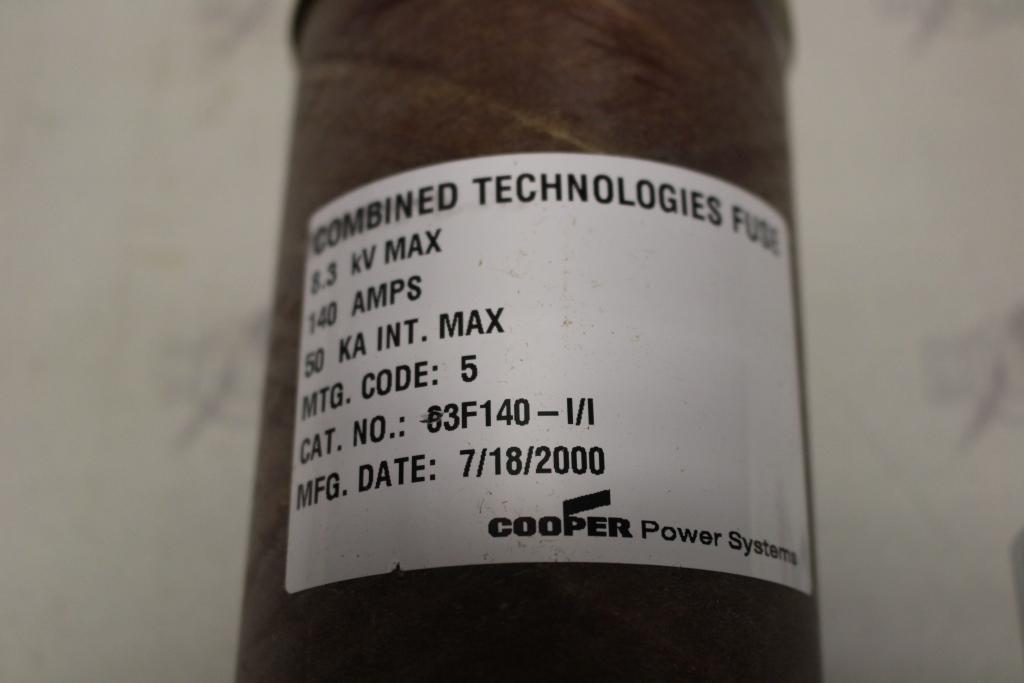 COMBINED TECHNOLOGIES FUSE
8.3 kV MAX
140 AMPS
50 KA INT. MAX
MTG. CODE: 5
CAT. NO.: 83F140 – I/I
MFG. DATE: 7/18/2000
COOPER Power Systems